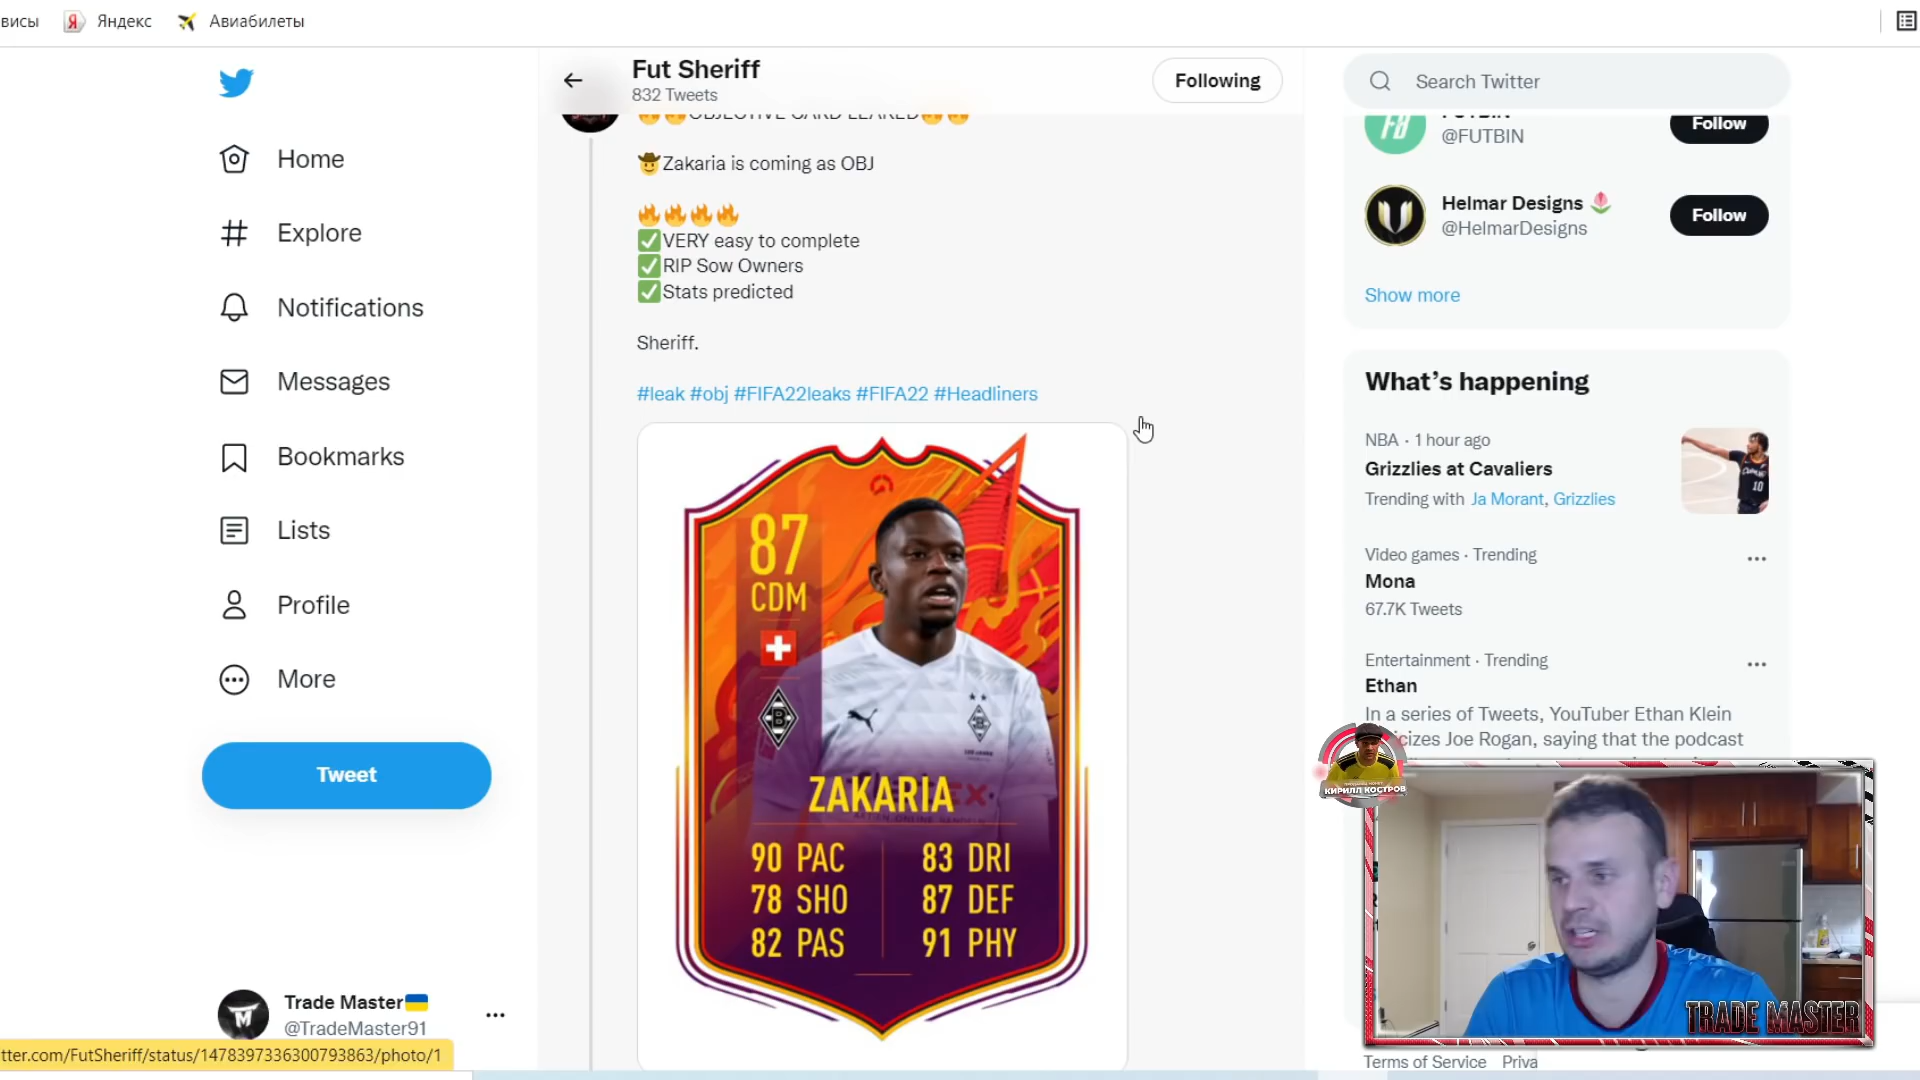 висы
Яндекс
Авиабилеты
Fut Sheriff
832 Tweets
Following
Search Twitter
Home
Explore
Notifications
Messages
Bookmarks
Lists
Profile
More
Tweet
Trade Master
@TradeMaster91
tter.com/FutSheriff/status/1478397336300793863/photo/1
OBJECTIVE CARD LEAKED
Zakaria is coming as OBJ
VERY easy to complete
RIP Sow Owners
Stats predicted
Sheriff.
#leak #obj #FIFA22leaks #FIFA22 #Headliners
87
CDM
ZAKARIA
90 PAC
83 DRI
78 SHO
87 DEF
82 PAS
91 PHY
FUTBIN
@FUTBIN
Follow
Helmar Designs
@HelmarDesigns
Follow
Show more
What's happening
NBA · 1 hour ago
Grizzlies at Cavaliers
Trending with Ja Morant, Grizzlies
Video games · Trending
Mona
67.7K Tweets
Entertainment · Trending
Ethan
In a series of Tweets, YouTuber Ethan Klein
cizes Joe Rogan, saying that the podcast
КИРИЛЛ КОСТРОВ
TRADE MASTER
Terms of Service Priva